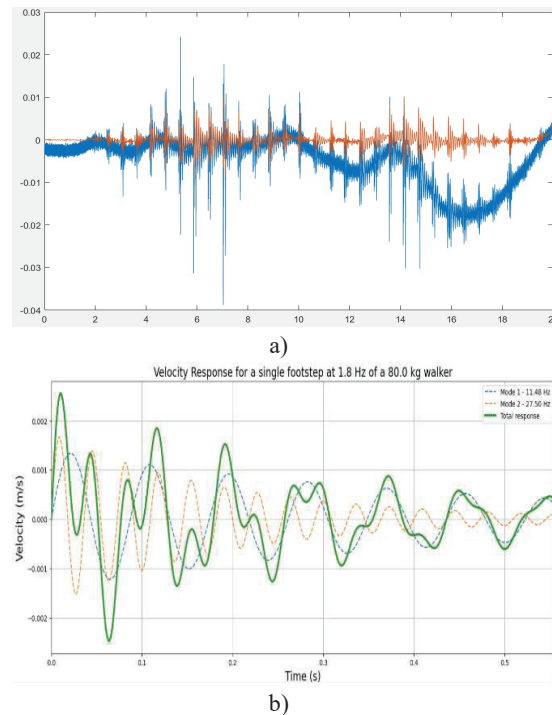 0.03
0.02
0.01
0
-0.01
-0.02
-0.03
-0.04
0 2 4 6 8 10 12 14 16 18 20
a)
Velocity Response for a single footstep at 1.8 Hz of a 80.0 kg walker
Mode 1 - 11.48 Hz
Mode 2 - 27.50 Hz
Total response
0.002
0.001
0.000
-0.001
-0.002
Velocity (m/s)
0.0 0.1 0.2 0.3 0.4 0.5
Time (s)
b)